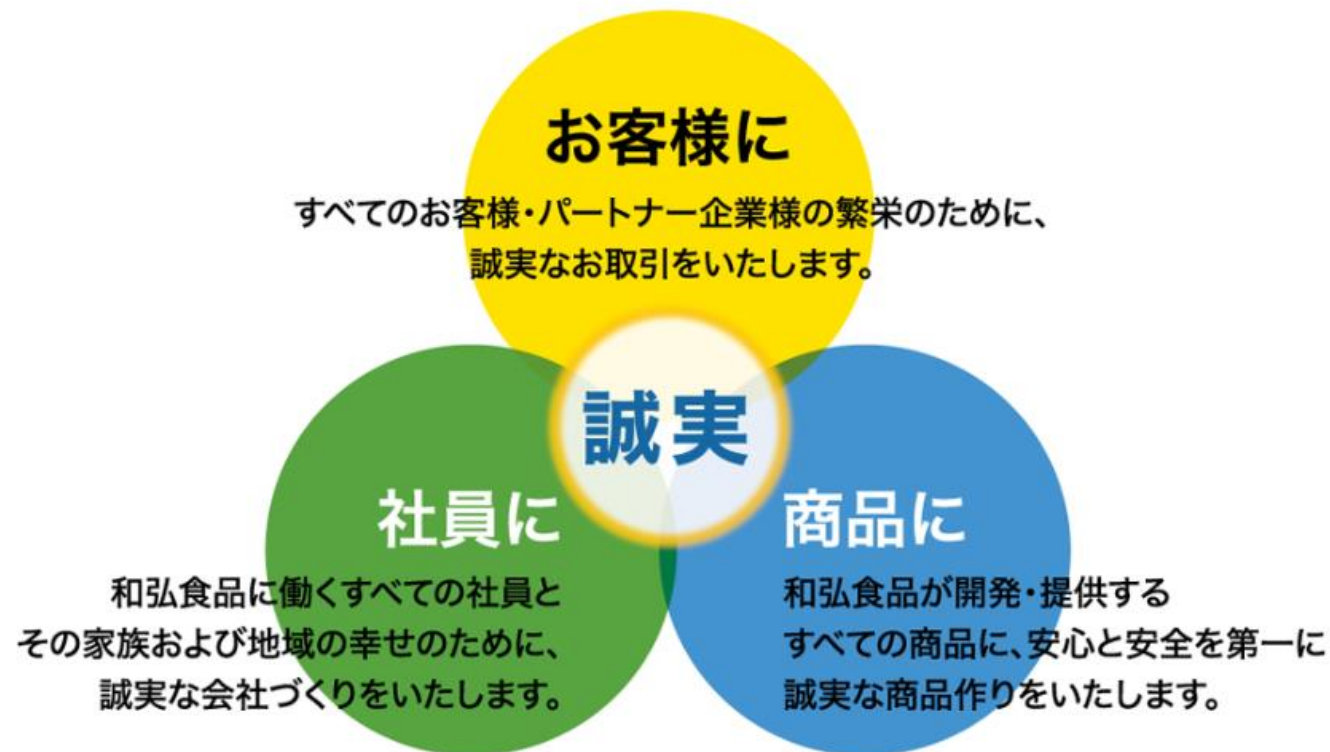 お客様に
すべてのお客様・パートナー企業様の繁栄のために、
誠実なお取引をいたします。
誠実
社員に
和弘食品に働くすべての社員と
その家族および地域の幸せのために、
誠実な会社づくりをいたします。
商品に
和弘食品が開発・提供する
すべての商品に、安心と安全を第一に
誠実な商品作りをいたします。